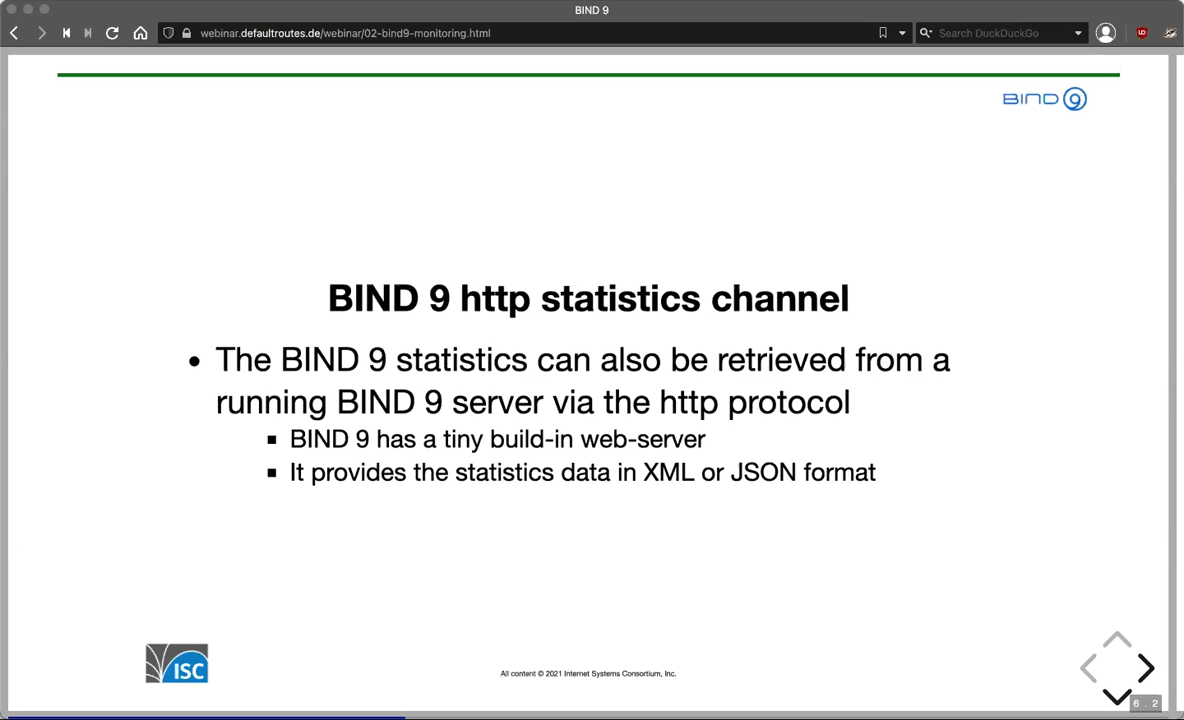 BIND 9
webinar.defaultroutes.de/webinar/02-bind9-monitoring.html
Search DuckDuckGo
BIND 9
BIND 9 http statistics channel
• The BIND 9 statistics can also be retrieved from a
running BIND 9 server via the http protocol
▪ BIND 9 has a tiny build-in web-server
▪ It provides the statistics data in XML or JSON format
ISC
All content © 2021 Internet Systems Consortium, Inc.
6 . 2